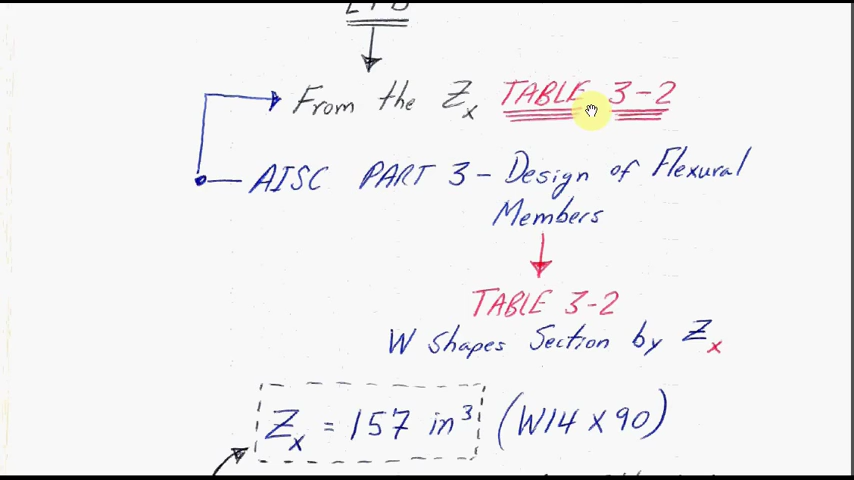 LTB
From the Zx TABLE 3-2
AISC PART 3 - Design of Flexural
Members
TABLE 3-2
W shapes Section by Zx
Zx = 157 in³ (W14 x 90)